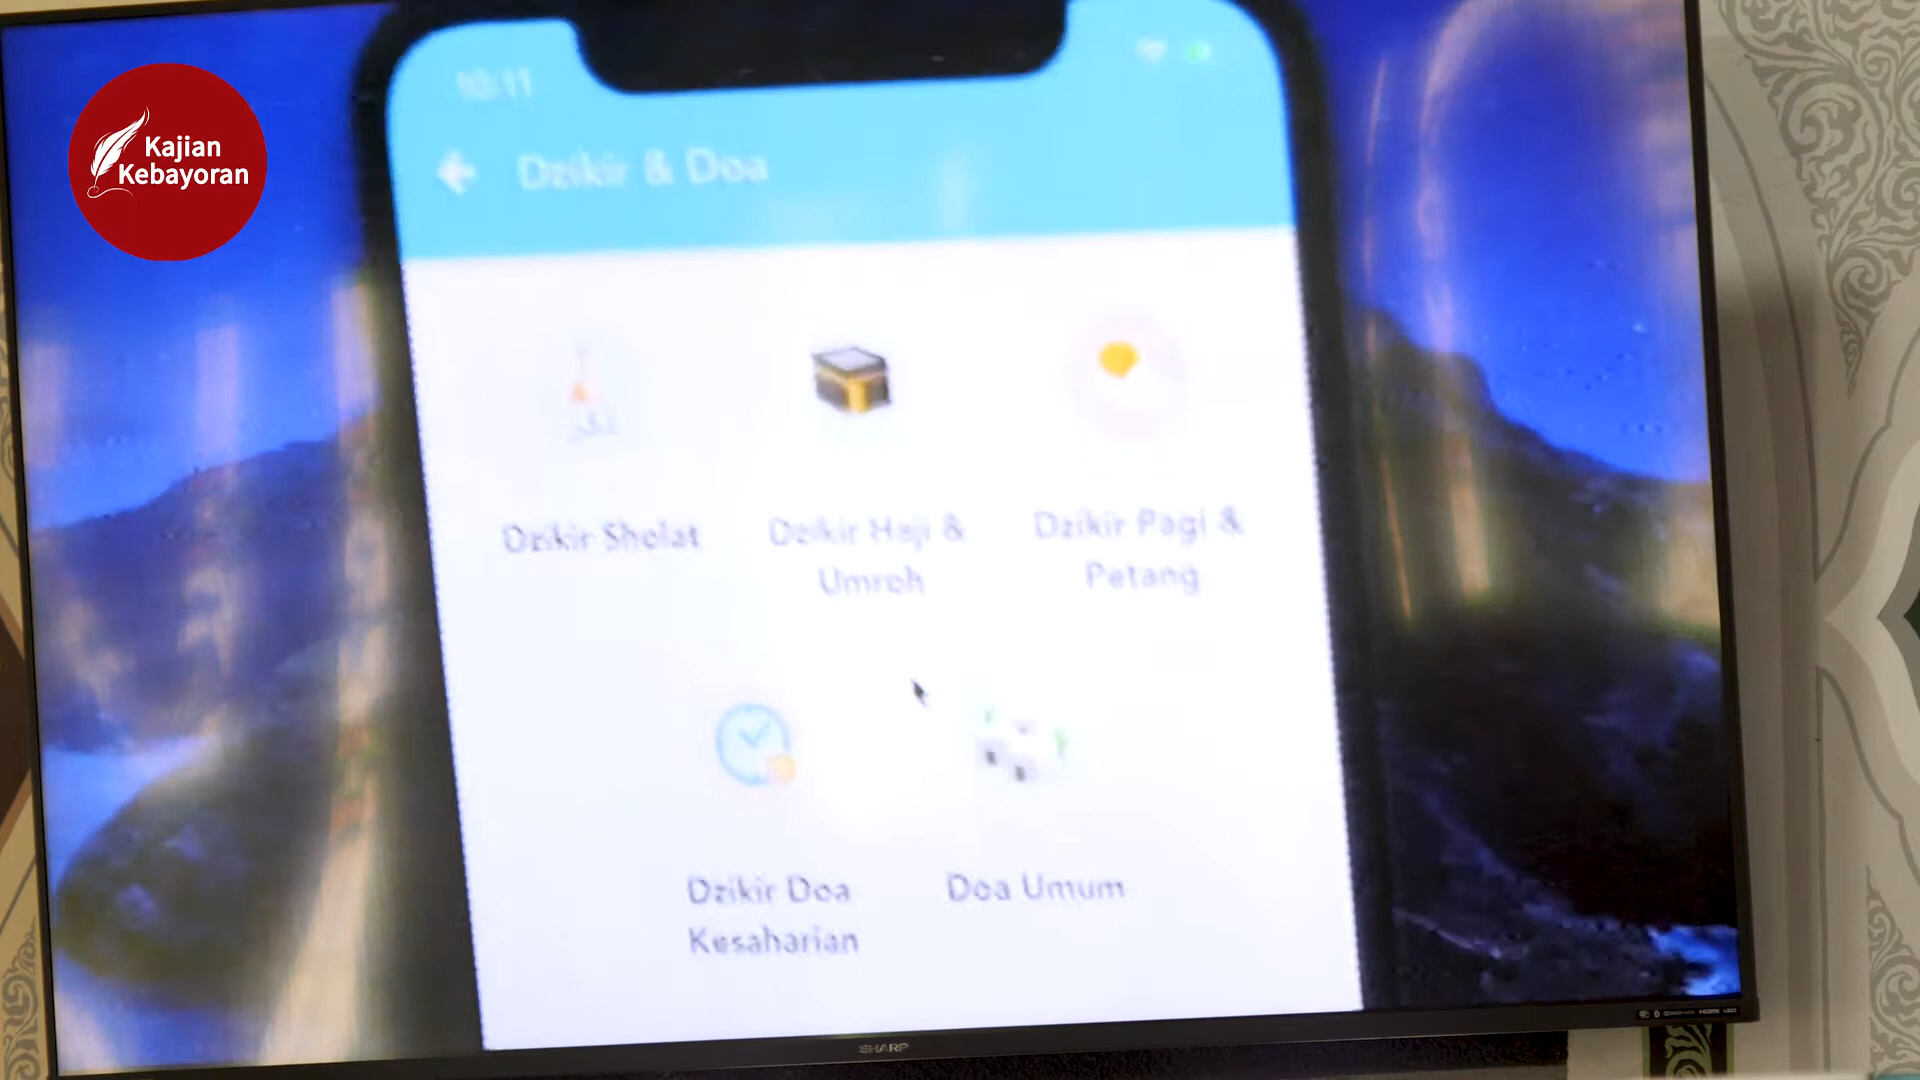 Kajian
Kebayoran
10:11
Dzikir & Doa
Dzikir Sholat
Dzikir Haji &
Umroh
Dzikir Pagi &
Petang
Dzikir Doa
Kesaharian
Doa Umum
SHARP